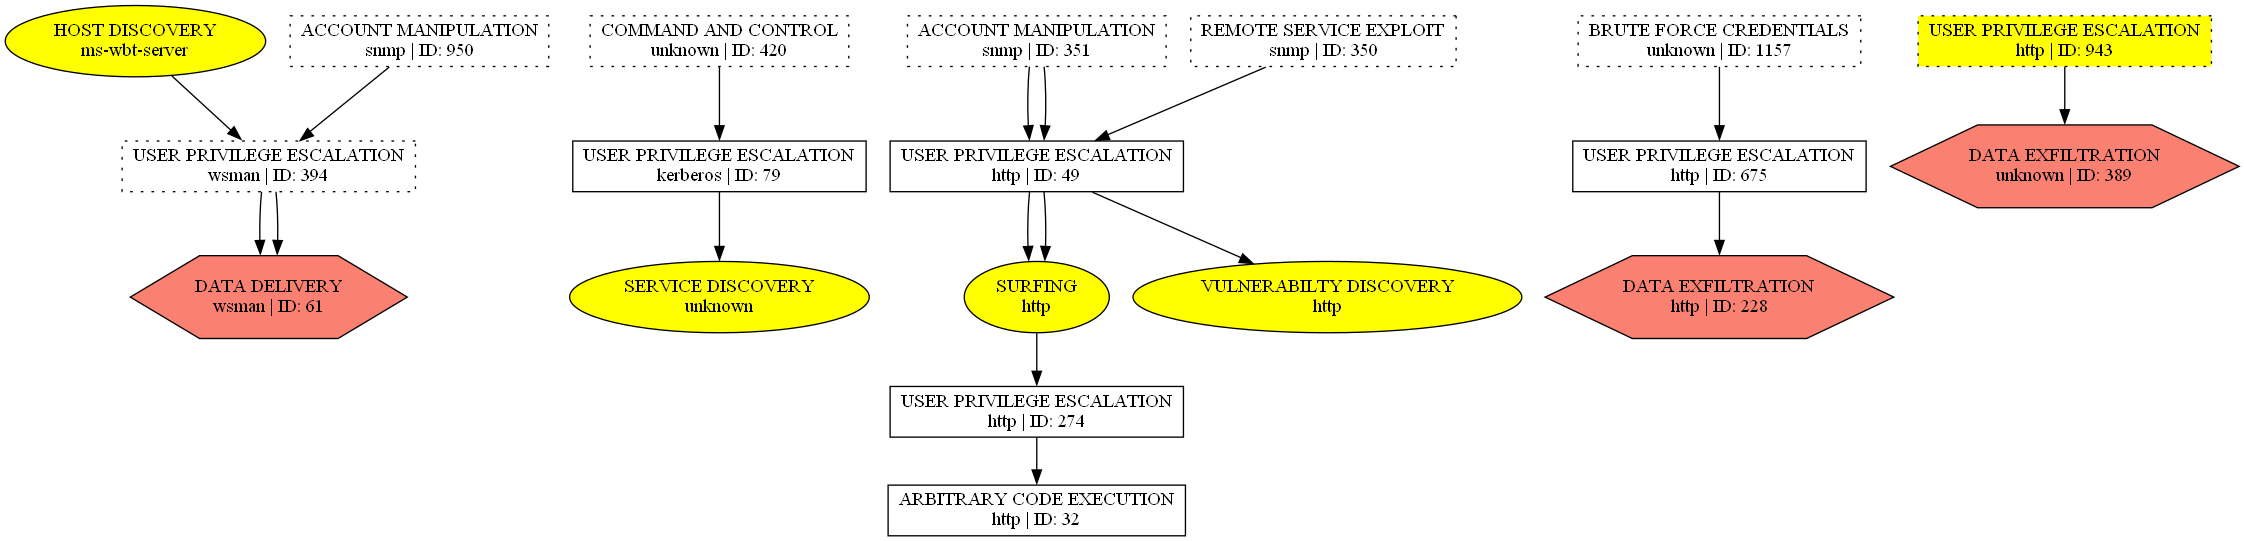 HOST DISCOVERY
ms-wbt-server
ACCOUNT MANIPULATION
snmp | ID: 950
COMMAND AND CONTROL
unknown | ID: 420
ACCOUNT MANIPULATION
snmp | ID: 351
REMOTE SERVICE EXPLOIT
snmp | ID: 350
BRUTE FORCE CREDENTIALS
unknown | ID: 1157
USER PRIVILEGE ESCALATION
http | ID: 943
USER PRIVILEGE ESCALATION
wsman | ID: 394
USER PRIVILEGE ESCALATION
kerberos | ID: 79
USER PRIVILEGE ESCALATION
http | ID: 49
USER PRIVILEGE ESCALATION
http | ID: 675
DATA EXFILTRATION
unknown | ID: 389
DATA DELIVERY
wsman | ID: 61
SERVICE DISCOVERY
unknown
SURFING
http
VULNERABILTY DISCOVERY
http
DATA EXFILTRATION
http | ID: 228
USER PRIVILEGE ESCALATION
http | ID: 274
ARBITRARY CODE EXECUTION
http | ID: 32